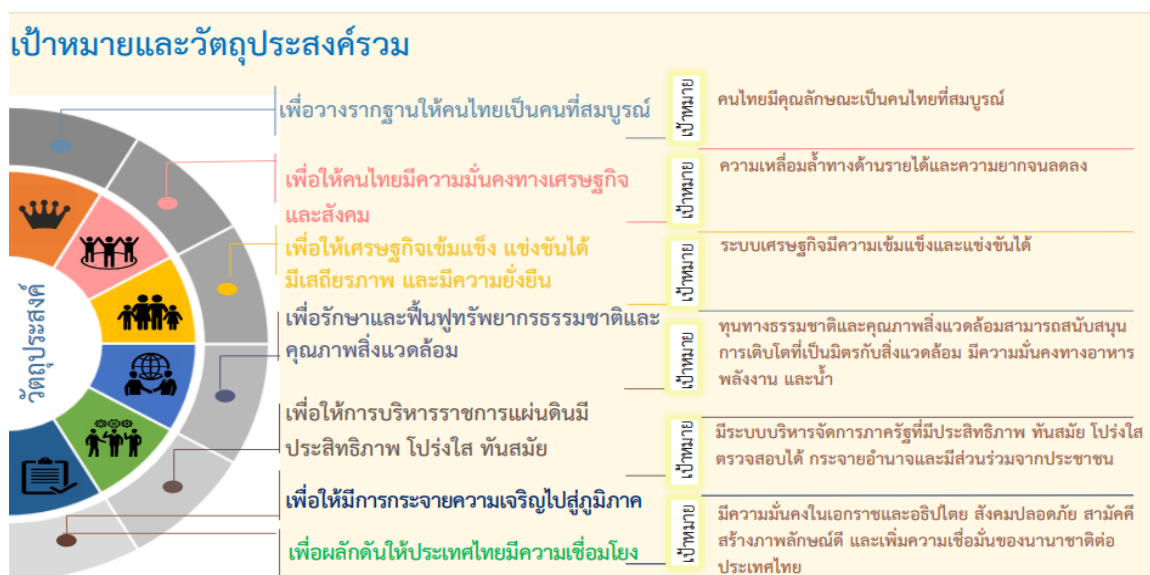 เป้าหมายและวัตถุประสงค์รวม
วัตถุประสงค์
เพื่อวางรากฐานให้คนไทยเป็นคนที่สมบูรณ์
เป้าหมาย
คนไทยมีคุณลักษณะเป็นคนไทยที่สมบูรณ์
เพื่อให้คนไทยมีความมั่นคงทางเศรษฐกิจ
และสังคม
เป้าหมาย
ความเหลื่อมล้ำทางด้านรายได้และความยากจนลดลง
เพื่อให้เศรษฐกิจเข้มแข็ง แข่งขันได้
มีเสถียรภาพ และมีความยั่งยืน
เป้าหมาย
ระบบเศรษฐกิจมีความเข้มแข็งและแข่งขันได้
เพื่อรักษาและฟื้นฟูทรัพยากรธรรมชาติและ
คุณภาพสิ่งแวดล้อม
เป้าหมาย
ทุนทางธรรมชาติและคุณภาพสิ่งแวดล้อมสามารถสนับสนุน
การเติบโตที่เป็นมิตรกับสิ่งแวดล้อม มีความมั่นคงทางอาหาร
พลังงาน และน้ำ
เพื่อให้การบริหารราชการแผ่นดินมี
ประสิทธิภาพ โปร่งใส ทันสมัย
เป้าหมาย
มีระบบบริหารจัดการภาครัฐที่มีประสิทธิภาพ ทันสมัย โปร่งใส
ตรวจสอบได้ กระจายอำนาจและมีส่วนร่วมจากประชาชน
เพื่อให้มีการกระจายความเจริญไปสู่ภูมิภาค
เพื่อผลักดันให้ประเทศไทยมีความเชื่อมโยง
เป้าหมาย
มีความมั่นคงในเอกราชและอธิปไตย สังคมปลอดภัย สามัคคี
สร้างภาพลักษณ์ดี และเพิ่มความเชื่อมั่นของนานาชาติต่อ
ประเทศไทย